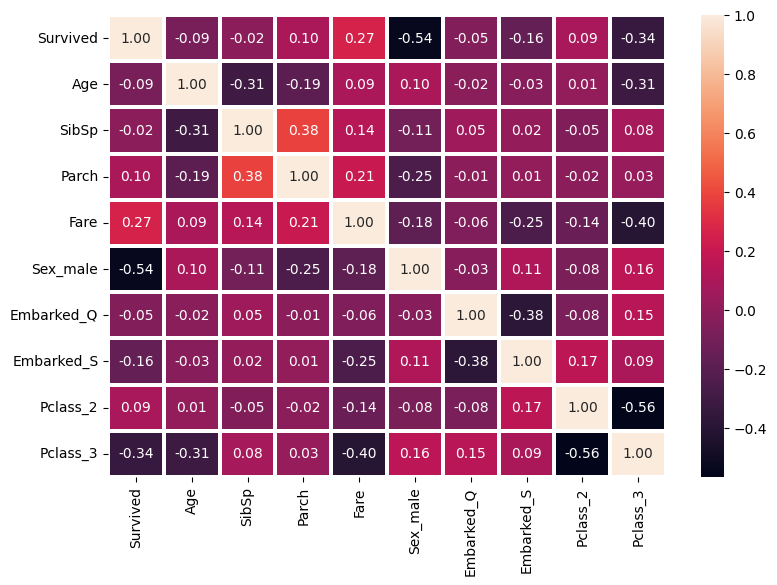 Survived 1.00 -0.09 -0.02 0.10 0.27 -0.54 -0.05 -0.16 0.09 -0.34
Age -0.09 1.00 -0.31 -0.19 0.09 0.10 -0.02 -0.03 0.01 -0.31
SibSp -0.02 -0.31 1.00 0.38 0.14 -0.11 0.05 0.02 -0.05 0.08
Parch 0.10 -0.19 0.38 1.00 0.21 -0.25 -0.01 0.01 -0.02 0.03
Fare 0.27 0.09 0.14 0.21 1.00 -0.18 -0.06 -0.25 -0.14 -0.40
Sex_male -0.54 0.10 -0.11 -0.25 -0.18 1.00 -0.03 0.11 -0.08 0.16
Embarked_Q -0.05 -0.02 0.05 -0.01 -0.06 -0.03 1.00 -0.38 -0.08 0.15
Embarked_S -0.16 -0.03 0.02 0.01 -0.25 0.11 -0.38 1.00 0.17 0.09
Pclass_2 0.09 0.01 -0.05 -0.02 -0.14 -0.08 -0.08 0.17 1.00 -0.56
Pclass_3 -0.34 -0.31 0.08 0.03 -0.40 0.16 0.15 0.09 -0.56 1.00
Survived
Age
SibSp
Parch
Fare
Sex_male
Embarked_Q
Embarked_S
Pclass_2
Pclass_3
1.0
0.8
0.6
0.4
0.2
0.0
−0.2
−0.4